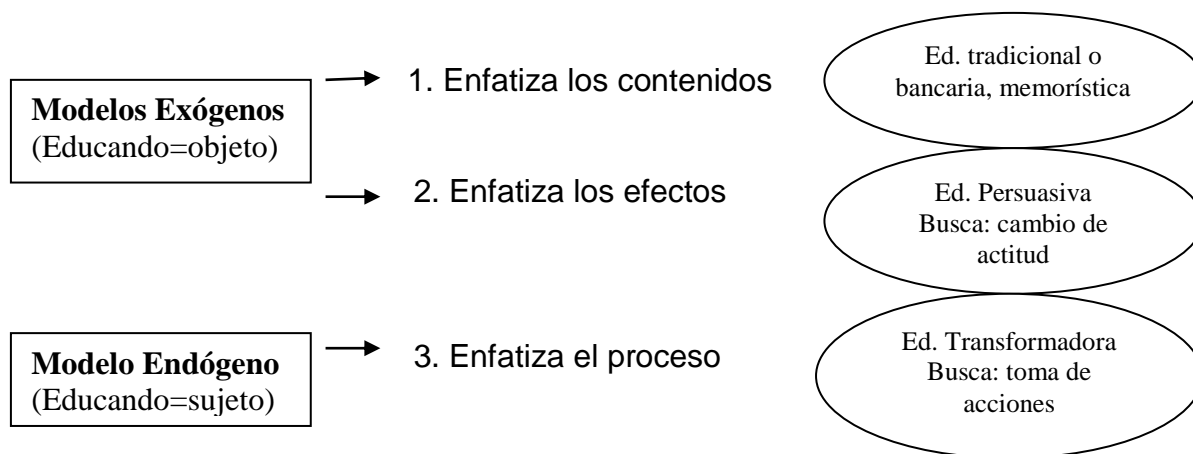 Modelos Exógenos
(Educando=objeto)
1. Enfatiza los contenidos
Ed. tradicional o
bancaria, memorística
2. Enfatiza los efectos
Ed. Persuasiva
Busca: cambio de
actitud
Modelo Endógeno
(Educando=sujeto)
3. Enfatiza el proceso
Ed. Transformadora
Busca: toma de
acciones